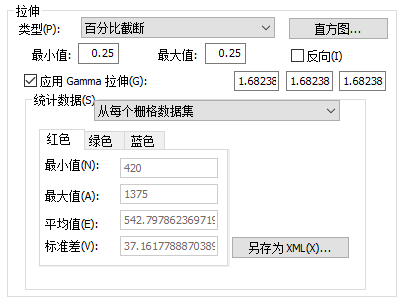 拉伸
类型(P): 百分比截断 直方图...
最小值: 0.25 最大值: 0.25 反向(I)
应用 Gamma 拉伸(G): 1.68238 1.68238 1.68238
统计数据(S)
从每个栅格数据集
红色 绿色 蓝色
最小值(N): 420
最大值(A): 1375
平均值(E): 542.797862369719
标准差(V): 37.1617788870389 另存为 XML(X)...